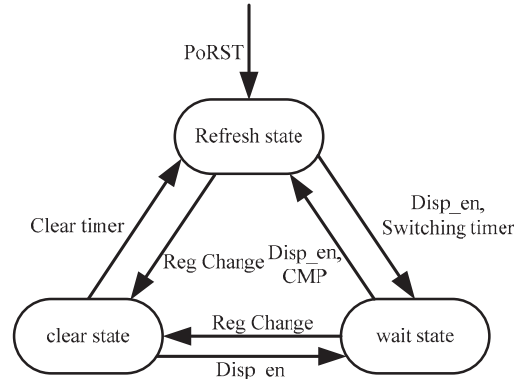 PoRST
Refresh state
Clear timer
Disp_en,
Switching timer
Reg Change
Disp_en,
CMP
clear state
Reg Change
wait state
Disp_en